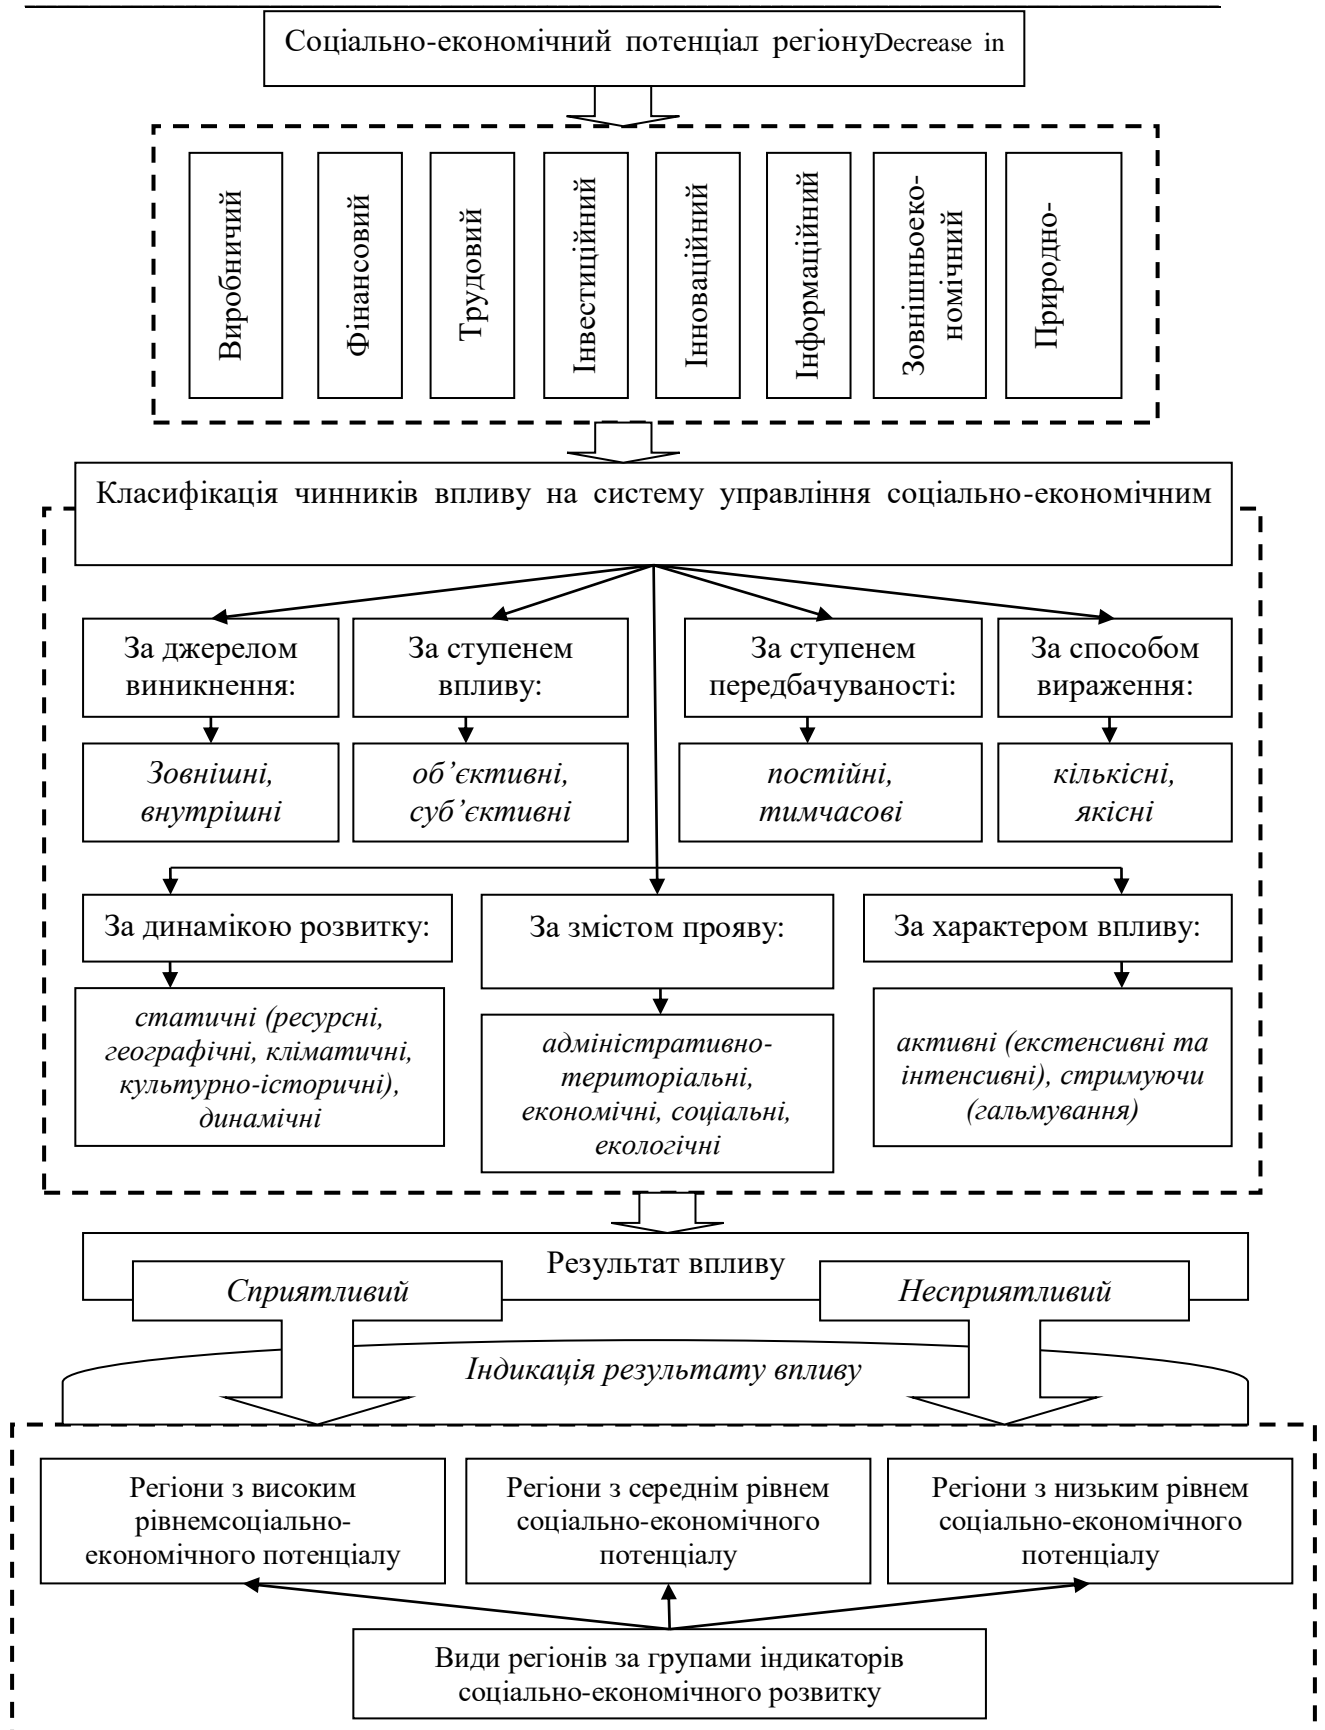 Соціально-економічний потенціал регіонуDecrease in
Виробничий
Фінансовий
Трудовий
Інвестиційний
Інноваційний
Інформаційний
Зовнішньоеко-
номічний
Природно-
Класифікація чинників впливу на систему управління соціально-економічним
За джерелом
виникнення:
За ступенем
впливу:
За ступенем
передбачуваності:
За способом
вираження:
Зовнішні,
внутрішні
об’єктивні,
суб’єктивні
постійні,
тимчасові
кількісні,
якісні
За динамікою розвитку:
За змістом прояву:
За характером впливу:
статичні (ресурсні,
географічні, кліматичні,
культурно-історичні),
динамічні
адміністративно-
територіальні,
економічні, соціальні,
екологічні
активні (екстенсивні та
інтенсивні), стримуючи
(гальмування)
Результат впливу
Сприятливий
Несприятливий
Індикація результату впливу
Регіони з високим
рівнемсоціально-
економічного потенціалу
Регіони з середнім рівнем
соціально-економічного
потенціалу
Регіони з низьким рівнем
соціально-економічного
потенціалу
Види регіонів за групами індикаторів
соціально-економічного розвитку